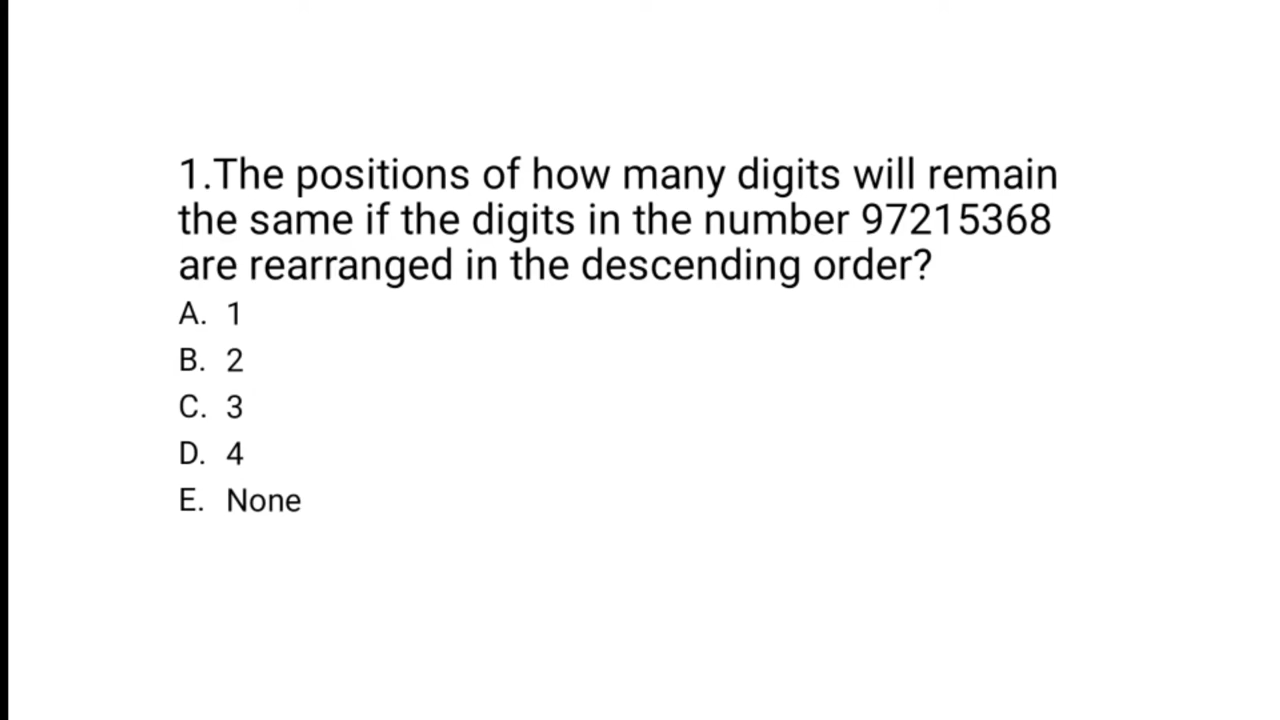 1.The positions of how many digits will remain
the same if the digits in the number 97215368
are rearranged in the descending order?
A. 1
B. 2
C. 3
D. 4
E. None